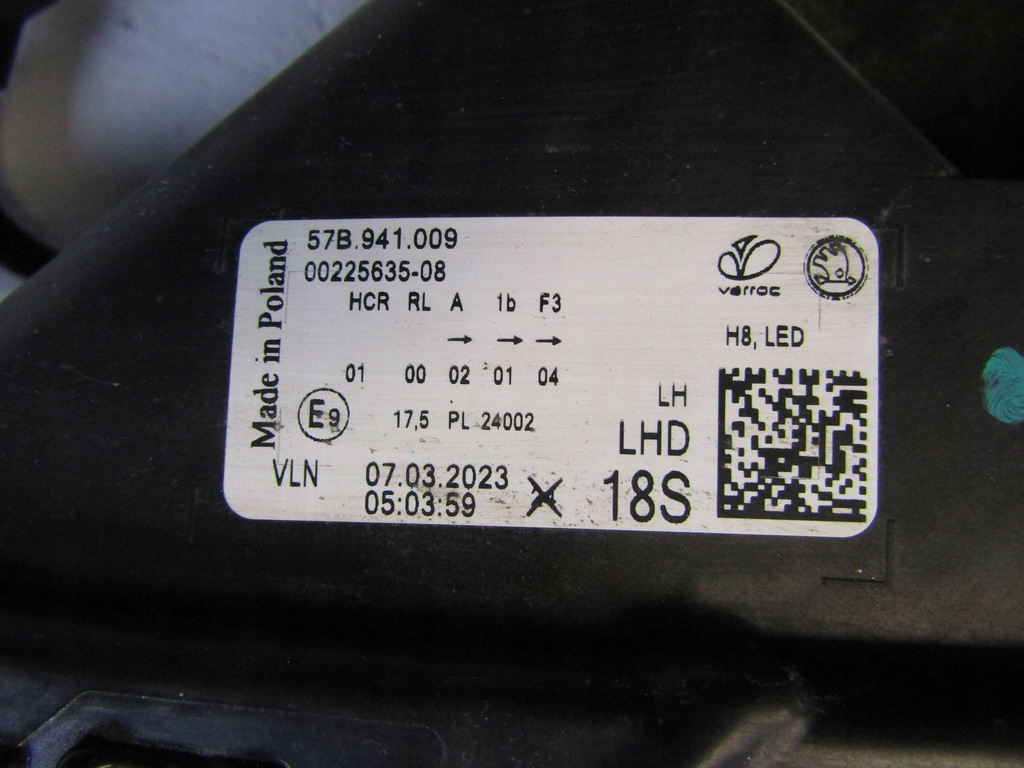 Made in Poland
57B.941.009
00225635-08
HCR RL A 1b F3
→ → →
01 00 02 01 04
E9
17,5 PL 24002
VLN
07.03.2023
05:03:59
X
varroc
H8, LED
LH
LHD
18S